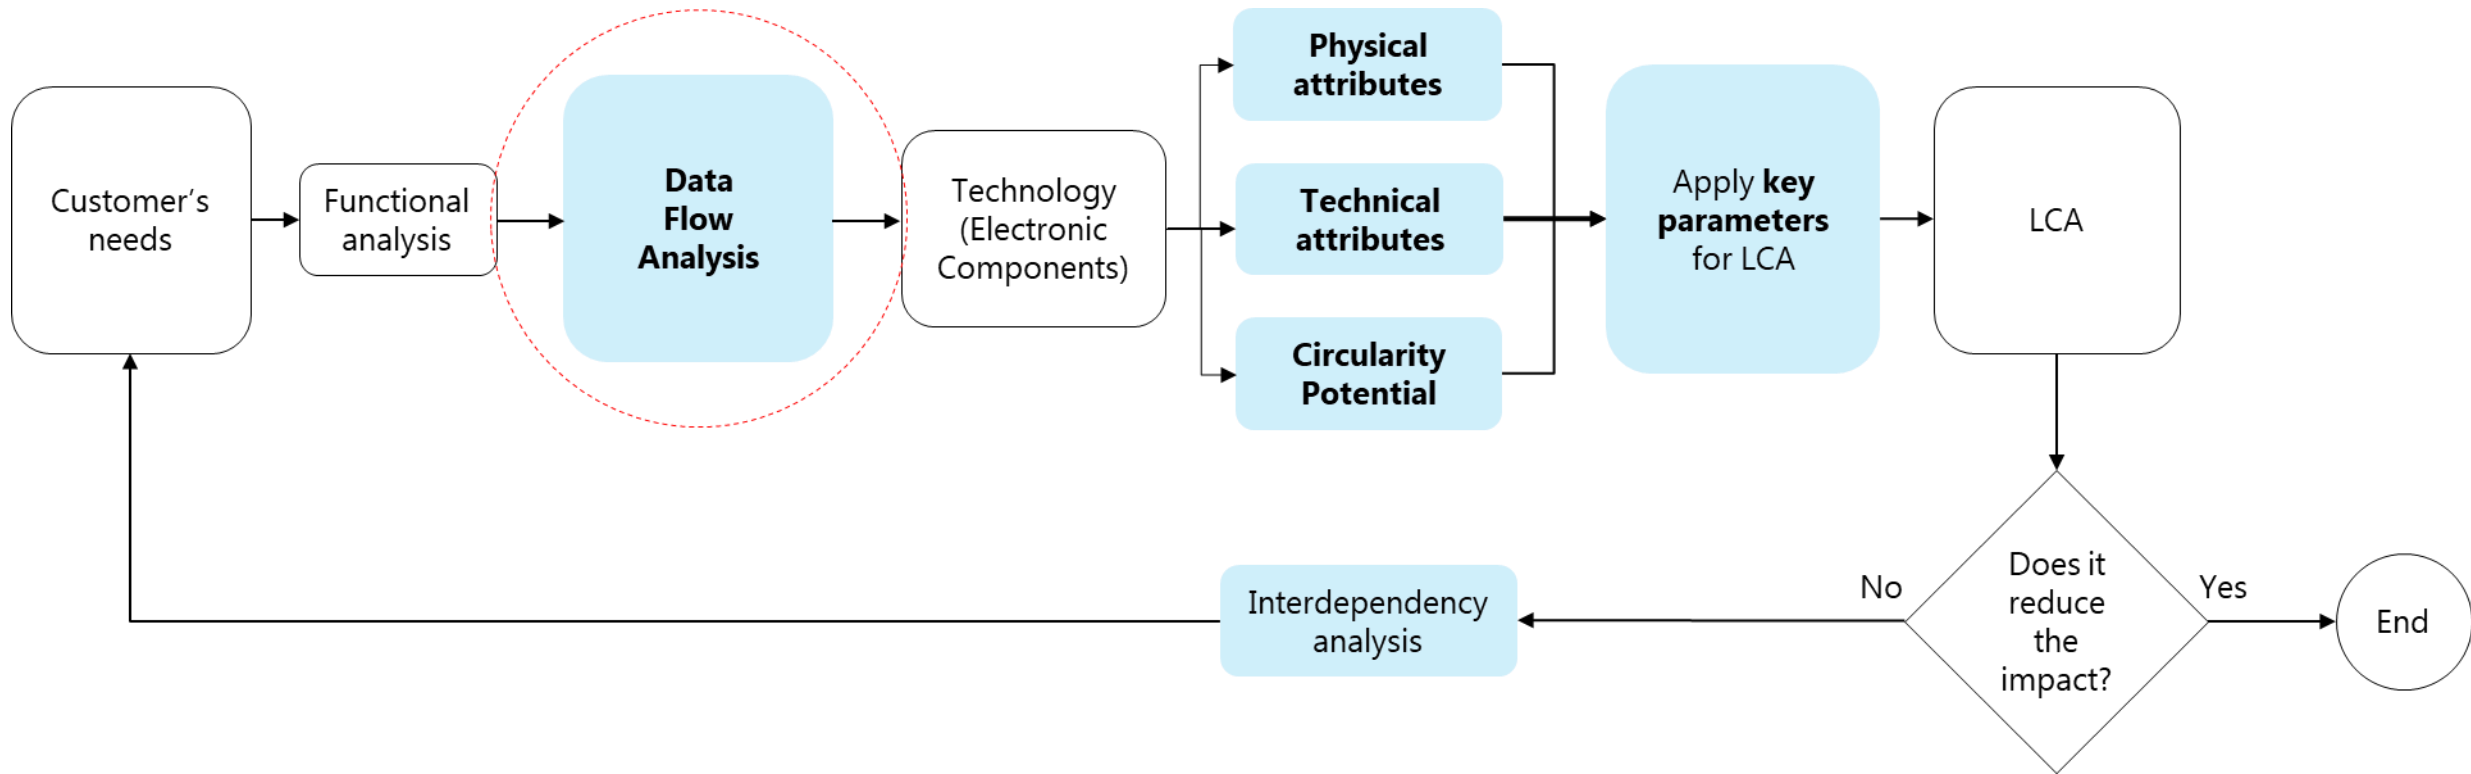 Customer's
needs
Functional
analysis
Data
Flow
Analysis
Technology
(Electronic
Components)
Physical
attributes
Technical
attributes
Circularity
Potential
Apply key
parameters
for LCA
LCA
Does it
reduce
the
impact?
No
Yes
End
Interdependency
analysis